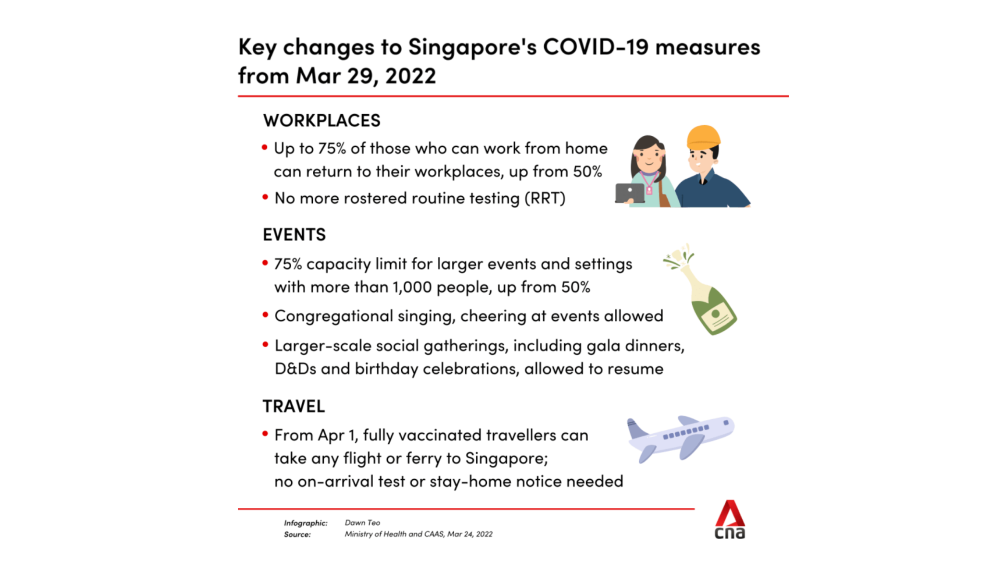 Key changes to Singapore's COVID-19 measures
from Mar 29, 2022
WORKPLACES
• Up to 75% of those who can work from home
can return to their workplaces, up from 50%
• No more rostered routine testing (RRT)
EVENTS
• 75% capacity limit for larger events and settings
with more than 1,000 people, up from 50%
• Congregational singing, cheering at events allowed
• Larger-scale social gatherings, including gala dinners,
D&Ds and birthday celebrations, allowed to resume
TRAVEL
• From Apr 1, fully vaccinated travellers can
take any flight or ferry to Singapore;
no on-arrival test or stay-home notice needed
Infographic: Dawn Teo
Source: Ministry of Health and CAAS, Mar 24, 2022
cna